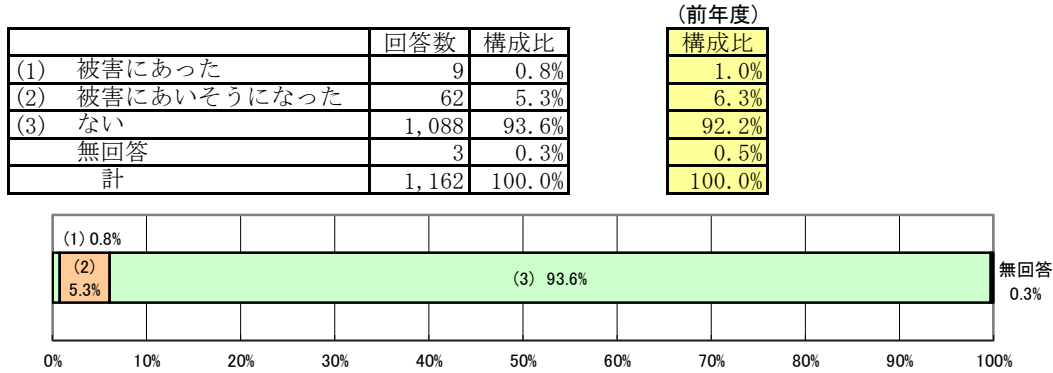 (前年度)
回答数 構成比 構成比
(1) 被害にあった 9 0.8% 1.0%
(2) 被害にあいそうになった 62 5.3% 6.3%
(3) ない 1,088 93.6% 92.2%
無回答 3 0.3% 0.5%
計 1,162 100.0% 100.0%
(1) 0.8%
(2)
5.3%
(3) 93.6%
無回答
0.3%
0% 10% 20% 30% 40% 50% 60% 70% 80% 90% 100%